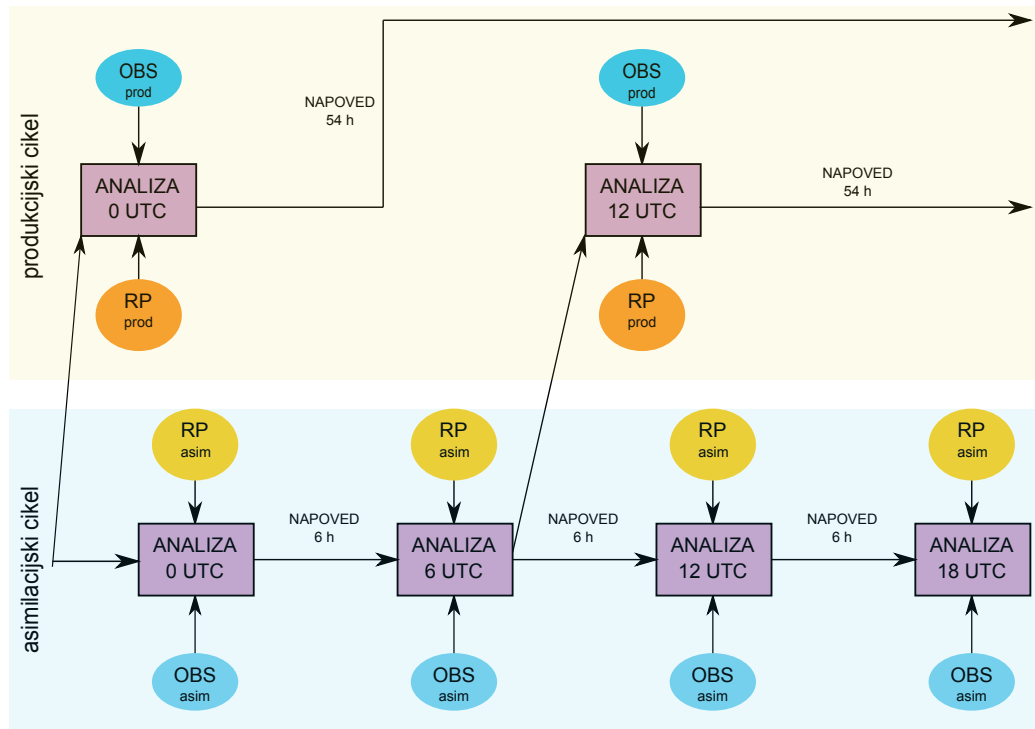 produkcijski cikel
OBS
prod
OBS
prod
NAPOVED
54 h
ANALIZA
0 UTC
ANALIZA
12 UTC
NAPOVED
54 h
RP
prod
RP
prod
asimilacijski cikel
RP
asim
RP
asim
RP
asim
RP
asim
ANALIZA
0 UTC
NAPOVED
6 h
ANALIZA
6 UTC
NAPOVED
6 h
ANALIZA
12 UTC
NAPOVED
6 h
ANALIZA
18 UTC
OBS
asim
OBS
asim
OBS
asim
OBS
asim